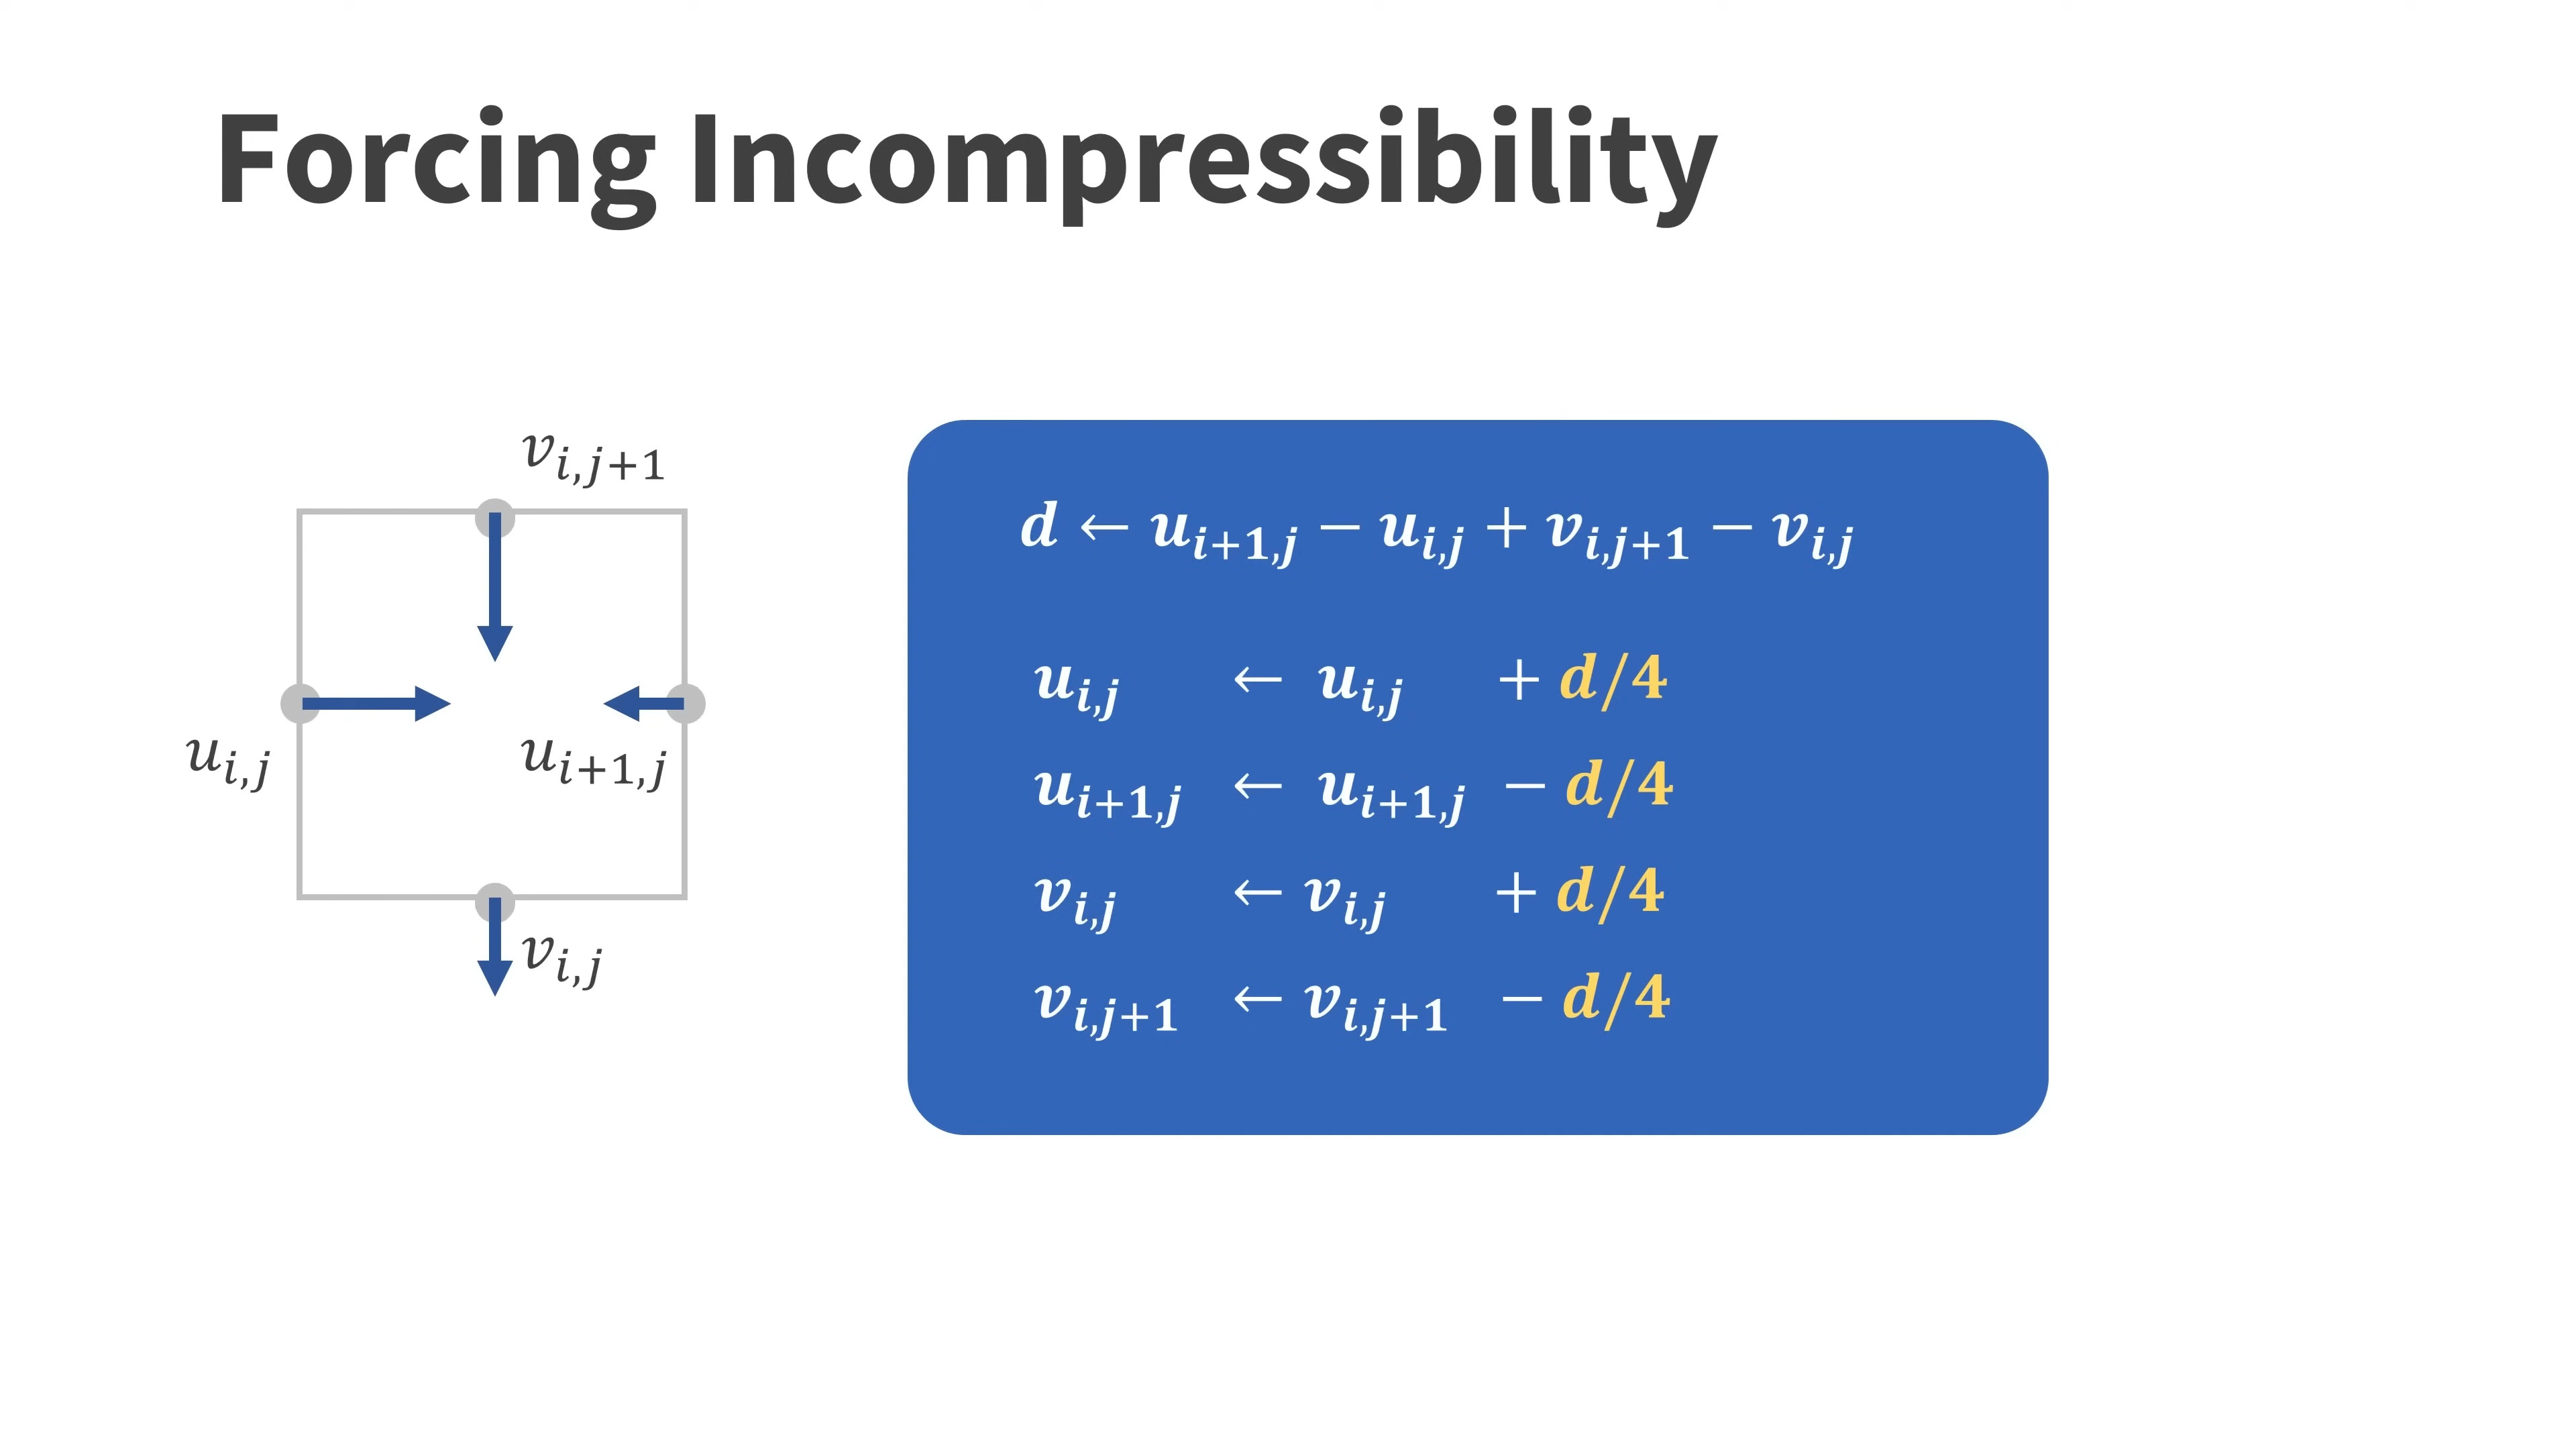 Forcing Incompressibility
v_{i,j+1}
u_{i,j}
u_{i+1,j}
v_{i,j}
d ← u_{i+1,j} − u_{i,j} + v_{i,j+1} − v_{i,j}
u_{i,j} ← u_{i,j} + d/4
u_{i+1,j} ← u_{i+1,j} − d/4
v_{i,j} ← v_{i,j} + d/4
v_{i,j+1} ← v_{i,j+1} − d/4